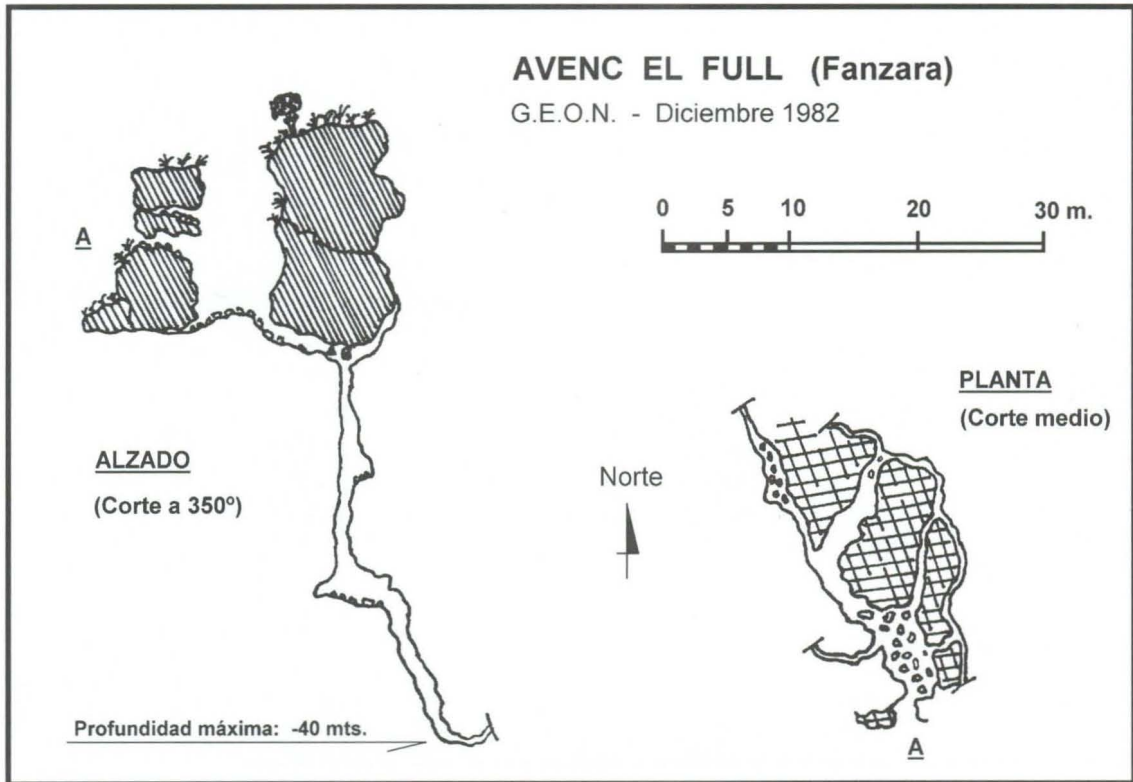 AVENC EL FULL (Fanzara)
G.E.O.N. - Diciembre 1982
0 5 10 20 30 m.
A
PLANTA
(Corte medio)
ALZADO
(Corte a 350º)
Norte
Profundidad máxima: -40 mts.
A